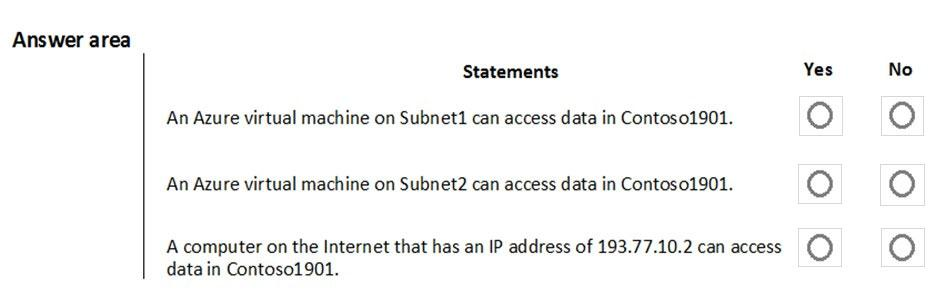 Answer area
Statements Yes No
An Azure virtual machine on Subnet1 can access data in Contoso1901.
An Azure virtual machine on Subnet2 can access data in Contoso1901.
A computer on the Internet that has an IP address of 193.77.10.2 can access
data in Contoso1901.